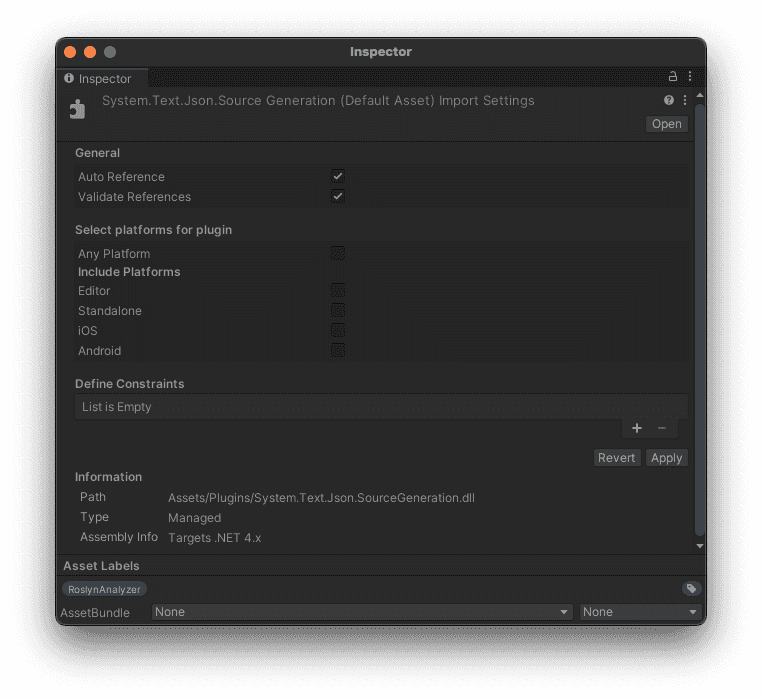 Inspector
Inspector
System.Text.Json.Source Generation (Default Asset) Import Settings
Open
General
Auto Reference
Validate References
Select platforms for plugin
Any Platform
Include Platforms
Editor
Standalone
iOS
Android
Define Constraints
List is Empty
Revert Apply
Information
Path Assets/Plugins/System.Text.Json.SourceGeneration.dll
Type Managed
Assembly Info Targets .NET 4.x
Asset Labels
RoslynAnalyzer
AssetBundle None None